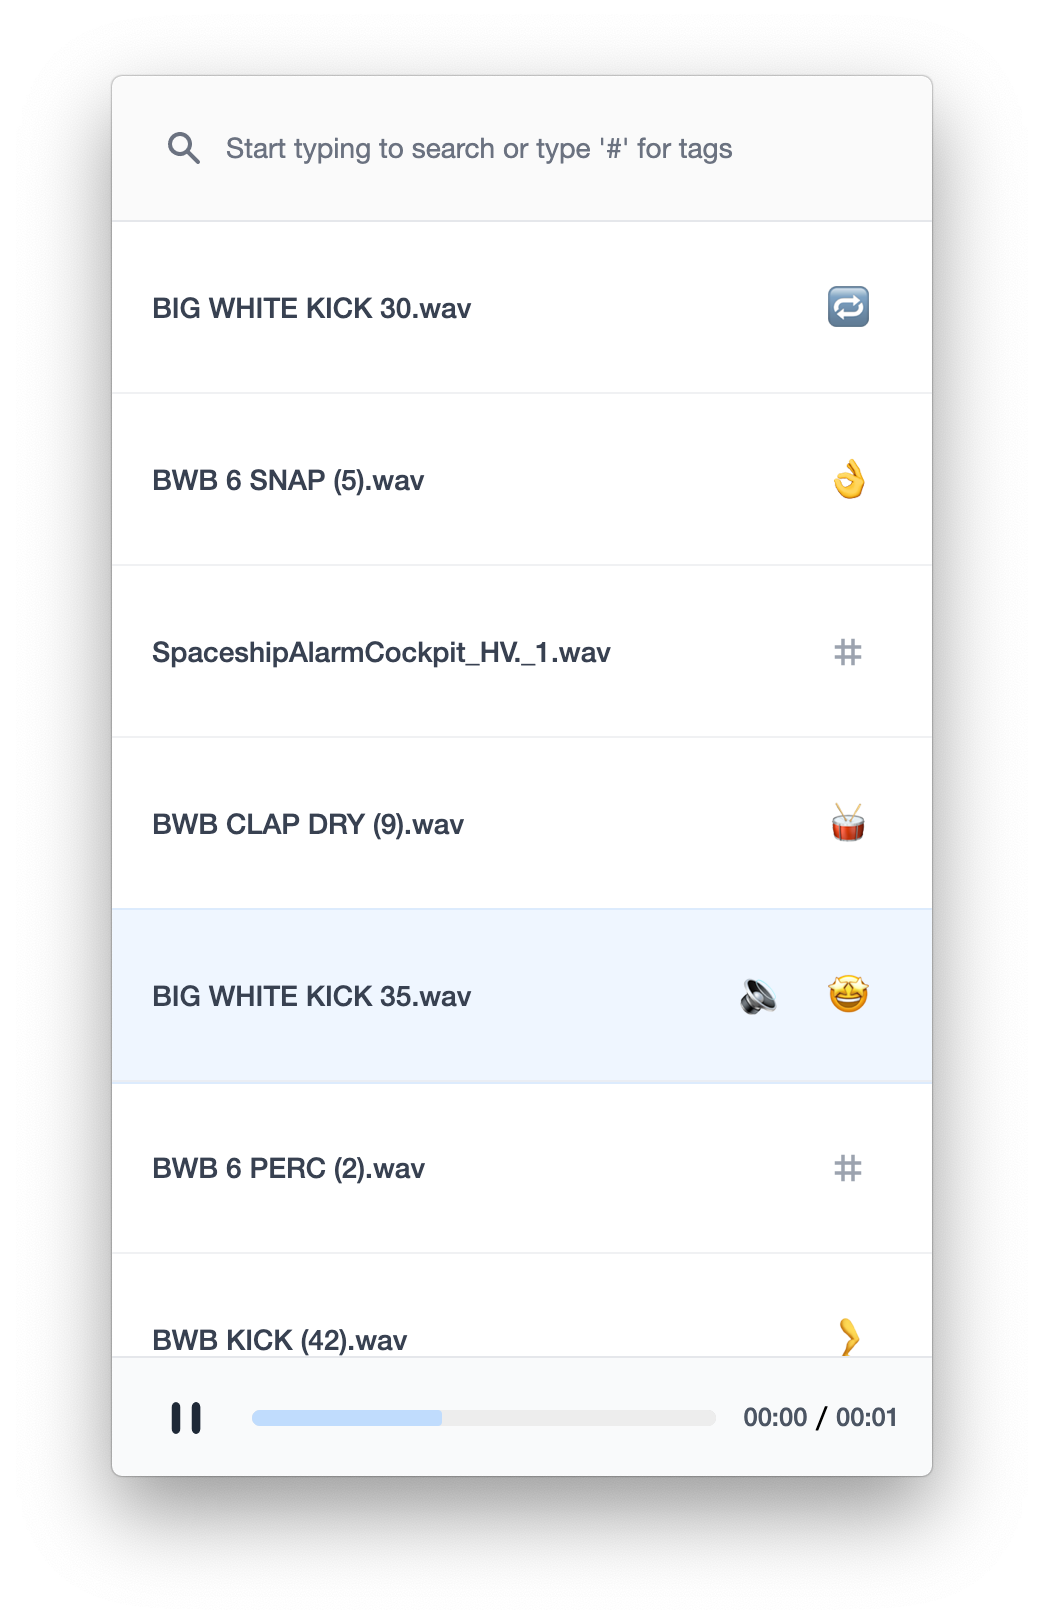 Start typing to search or type '#' for tags
BIG WHITE KICK 30.wav
BWB 6 SNAP (5).wav
SpaceshipAlarmCockpit_HV._1.wav
BWB CLAP DRY (9).wav
BIG WHITE KICK 35.wav
BWB 6 PERC (2).wav
BWB KICK (42).wav
00:00 / 00:01